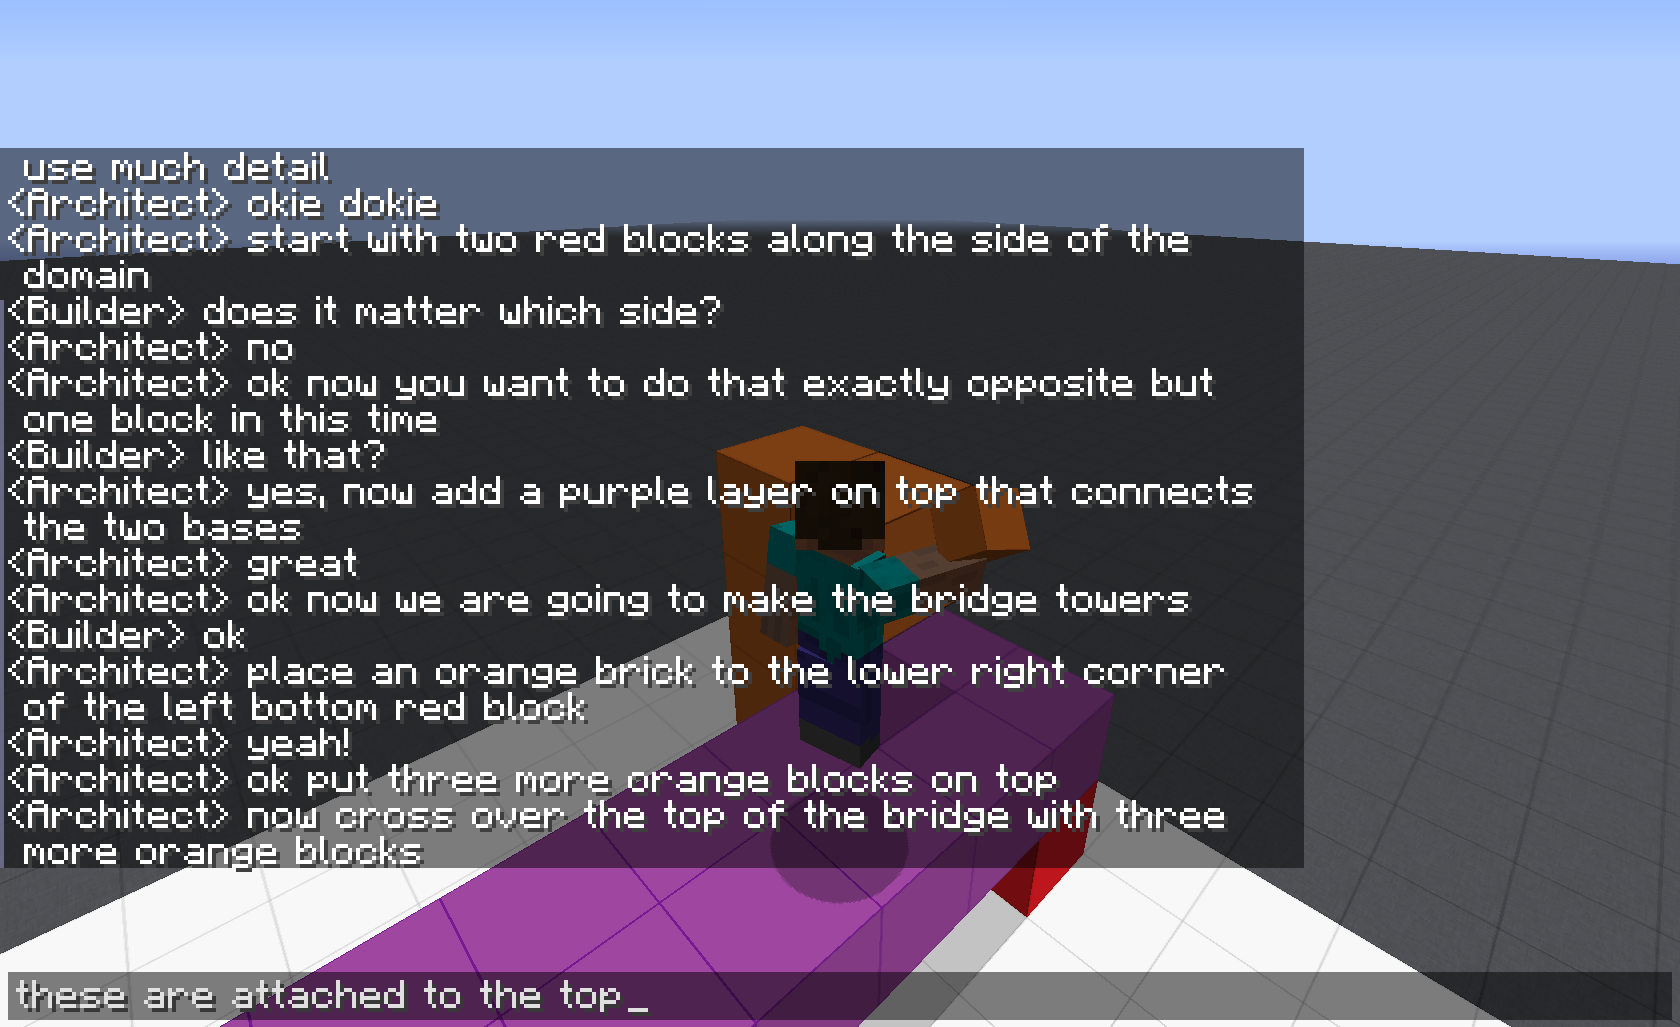 use much detail
<Architect> okie dokie
<Architect> start with two red blocks along the side of the
domain
<Builder> does it matter which side?
<Architect> no
<Architect> ok now you want to do that exactly opposite but
one block in this time
<Builder> like that?
<Architect> yes, now add a purple layer on top that connects
the two bases
<Architect> great
<Architect> ok now we are going to make the bridge towers
<Builder> ok
<Architect> place an orange brick to the lower right corner
of the left bottom red block
<Architect> yeah!
<Architect> ok put three more orange blocks on top
<Architect> now cross over the top of the bridge with three
more orange blocks
these are attached to the top_